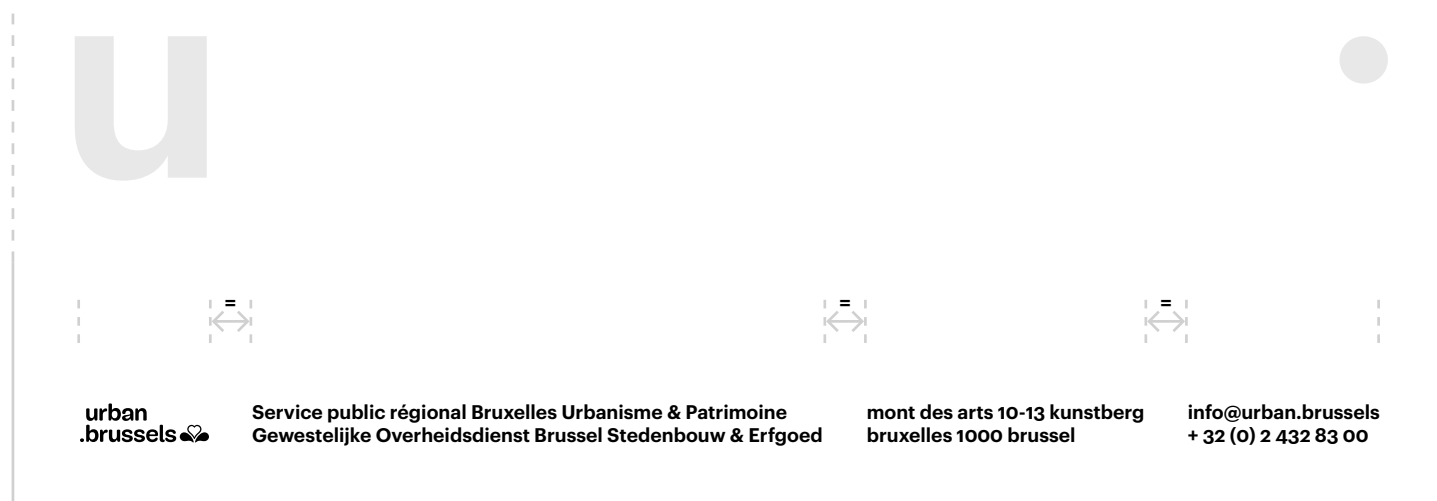 u
= = =
urban
.brussels
Service public régional Bruxelles Urbanisme & Patrimoine
Gewestelijke Overheidsdienst Brussel Stedenbouw & Erfgoed
mont des arts 10-13 kunstberg
bruxelles 1000 brussel
info@urban.brussels
+ 32 (0) 2 432 83 00